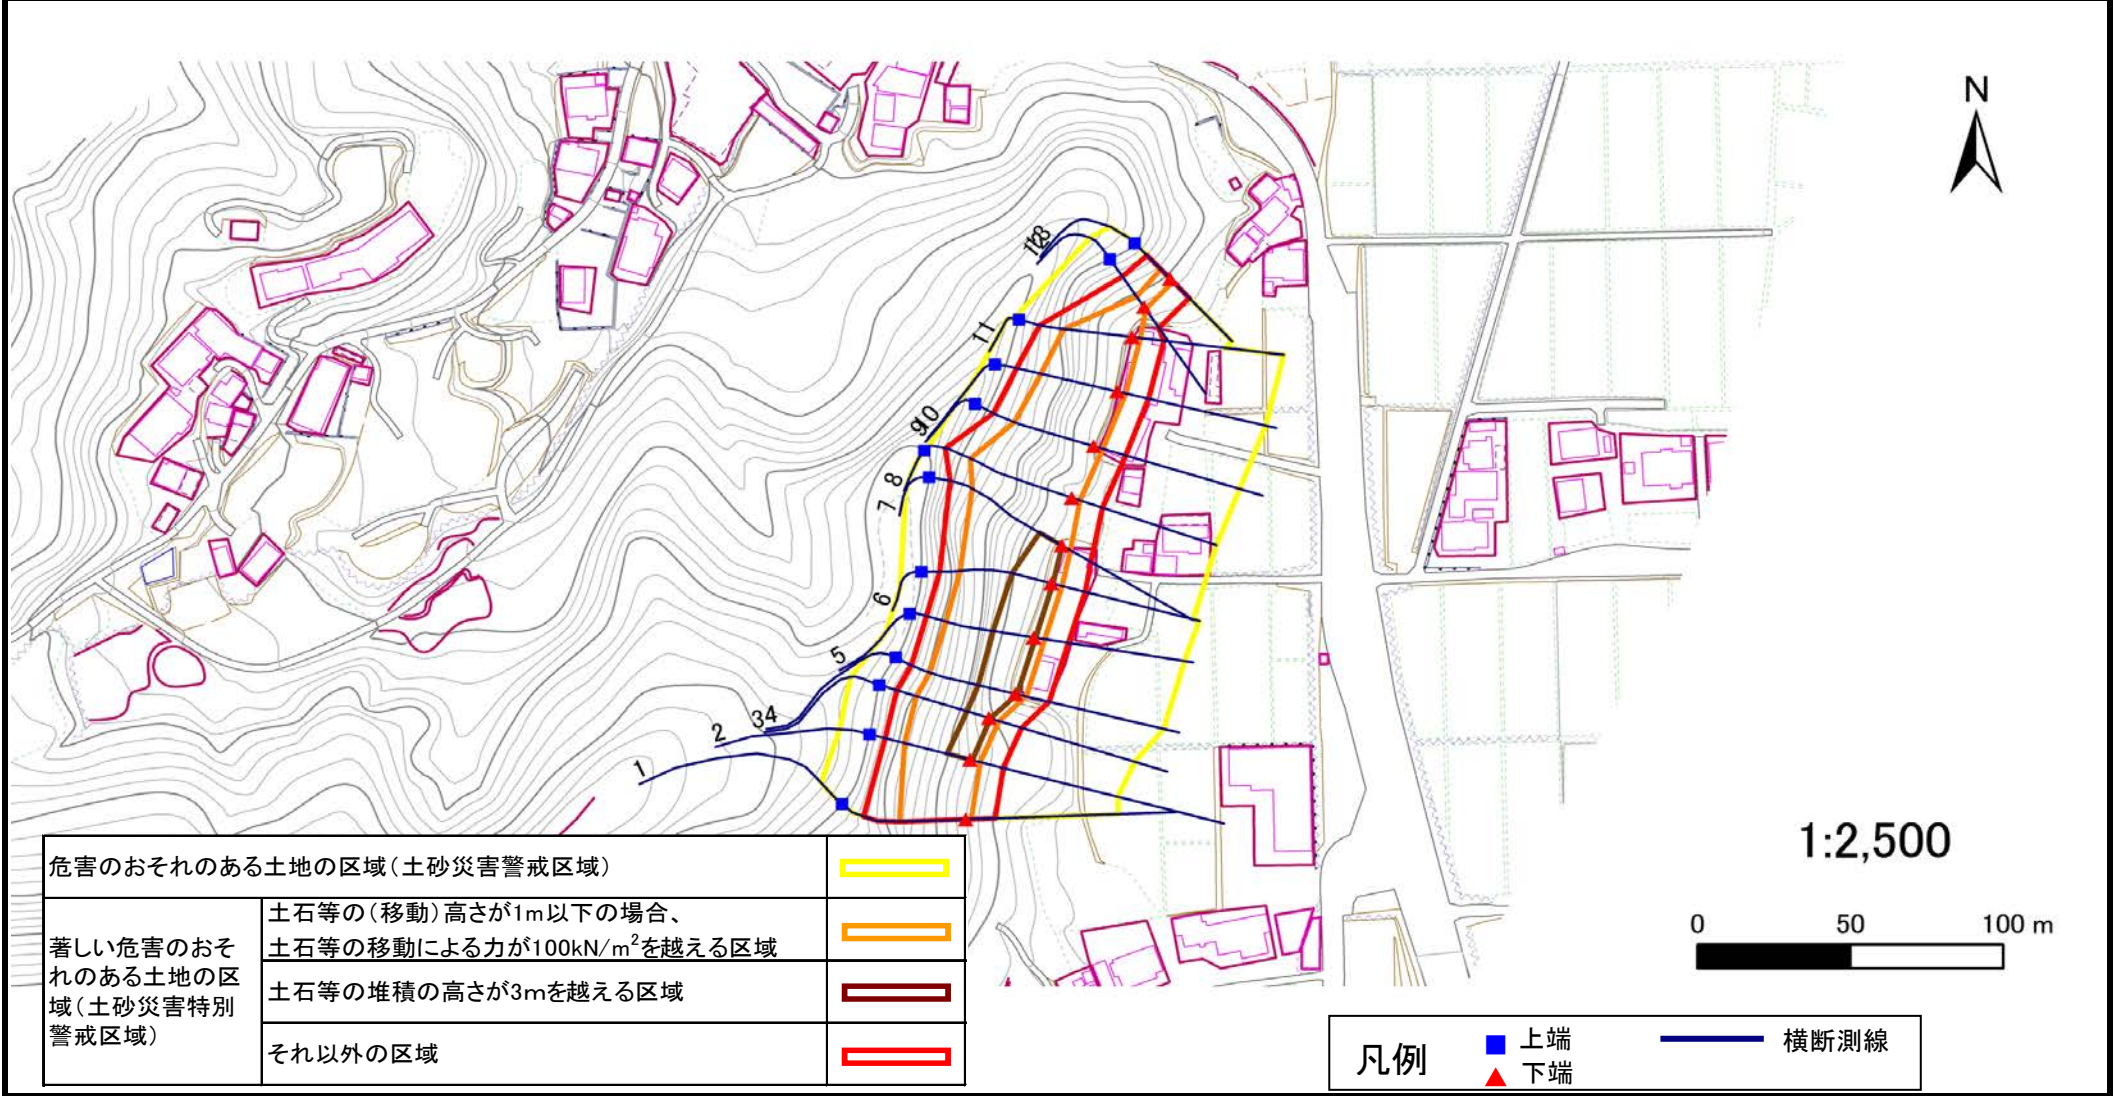 N
123
11
910
8
7
6
5
34
2
1
1:2,500
0 50 100 m
危害のおそれのある土地の区域(土砂災害警戒区域)
著しい危害のおそ
れのある土地の区
域(土砂災害特別
警戒区域)
土石等の(移動)高さが1m以下の場合、
土石等の移動による力が100kN/m²を越える区域
土石等の堆積の高さが3mを越える区域
それ以外の区域
凡例
上端
下端
横断測線